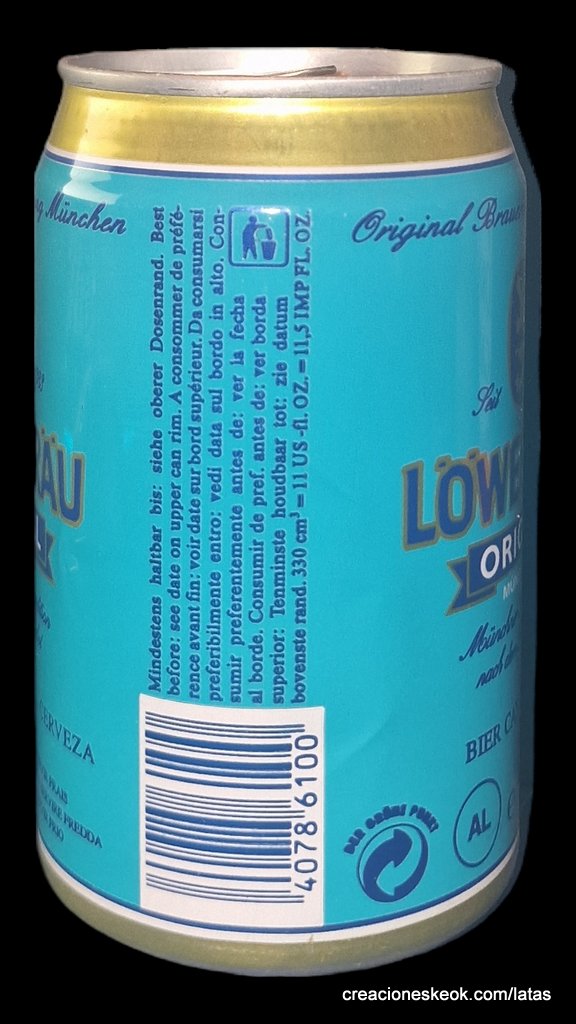 München
Original
Mindestens haltbar bis: siehe oberer Dosenrand. Best
before: see date on upper can rim. A consommer de préfé-
rence avant fin: voir date sur bord supérieur. Da consumarsi
preferibilmente entro: vedi data sul bordo in alto. Con-
sumir preferentemente antes de: ver la fecha
al borde. Consumir de pref. antes de: ver borda
superior: Tenminste houdbaar tot: zie datum
bovenste rand. 330 cm³ = 11 US-fl. OZ. = 11,5 IMP FL. OZ.
Seit
RÄU
LÖWE
ORI
CERVEZA
BIER
FREDDA
4078 6100
DER GRÜNE PUNKT
AL
creacioneskeok.com/latas